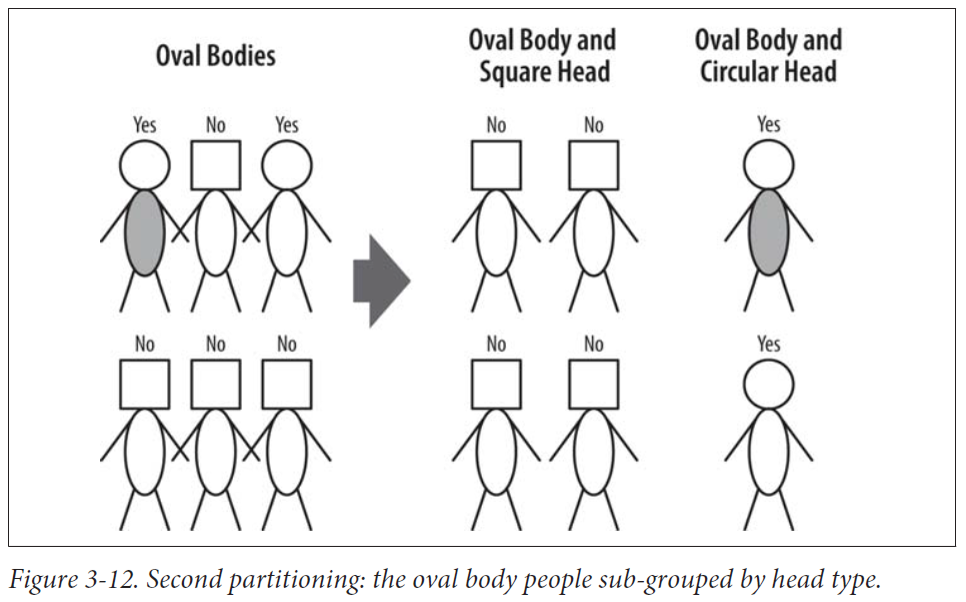 Oval Bodies
Yes No Yes
No No No
Oval Body and
Square Head
No No
No No
Oval Body and
Circular Head
Yes
Yes
Figure 3-12. Second partitioning: the oval body people sub-grouped by head type.